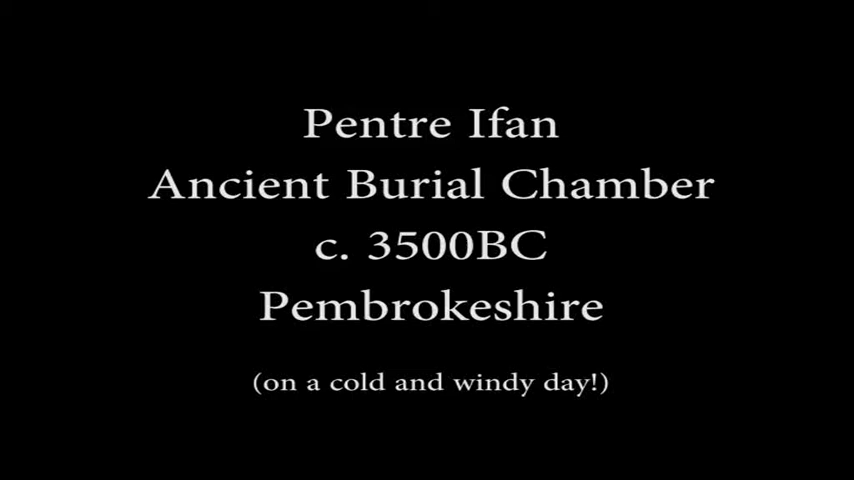 Pentre Ifan
Ancient Burial Chamber
c. 3500BC
Pembrokeshire
(on a cold and windy day!)